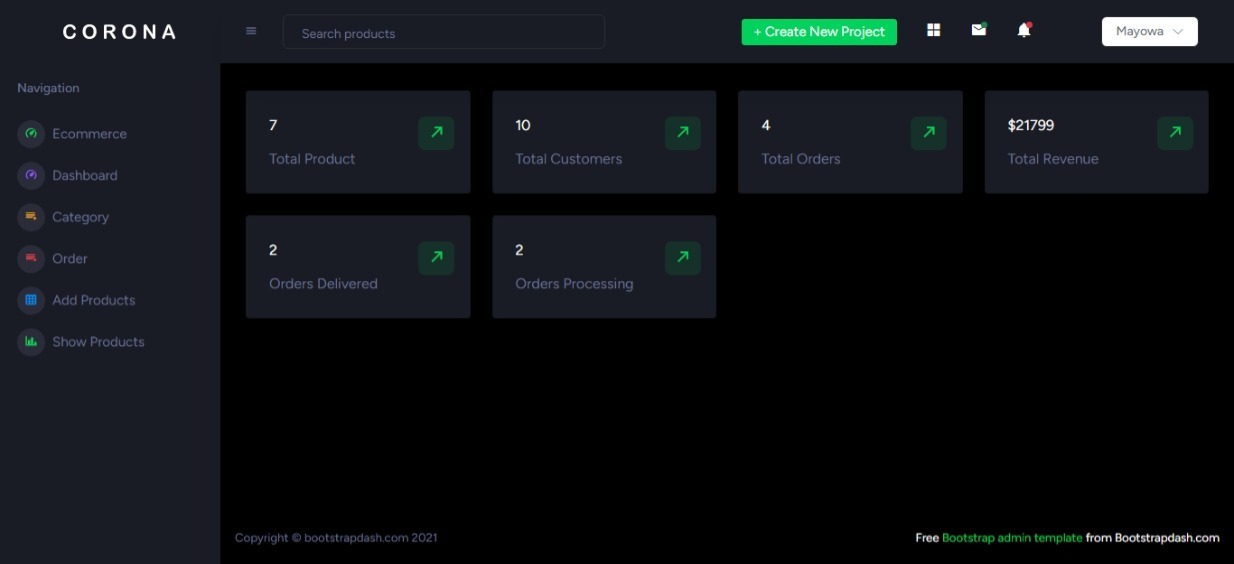 CORONA
Search products
+ Create New Project
Mayowa
Navigation
Ecommerce
Dashboard
Category
Order
Add Products
Show Products
7
Total Product
10
Total Customers
4
Total Orders
$21799
Total Revenue
2
Orders Delivered
2
Orders Processing
Copyright © bootstrapdash.com 2021
Free Bootstrap admin template from Bootstrapdash.com